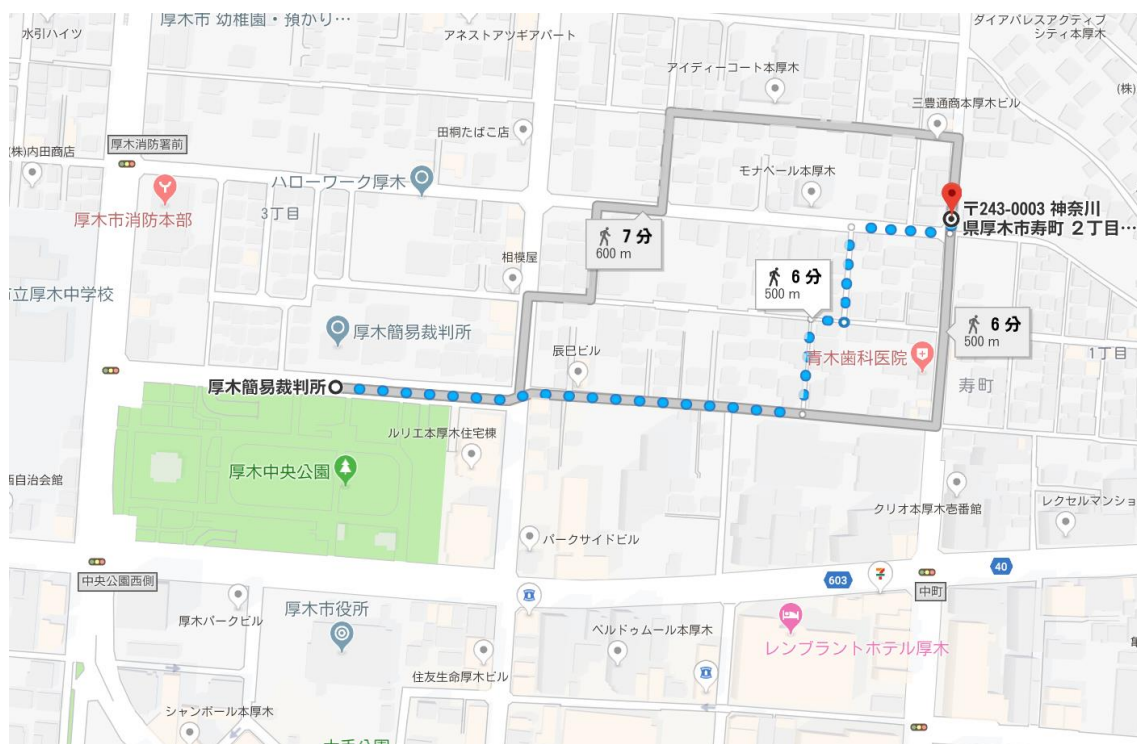 厚木市 幼稚園・預かり…
水引ハイツ
アネストアツギアパート
ダイアパレスアクティブ
シティ本厚木
アイディーコート本厚木
(株)
三豊通商本厚木ビル
田桐たばこ店
厚木消防署前
(株)内田商店
ハローワーク厚木
モナベール本厚木
3丁目
厚木市消防本部
〒243-0003 神奈川
県厚木市寿町 2丁目…
7 分
600 m
相模屋
6 分
500 m
市立厚木中学校
厚木簡易裁判所
6 分
500 m
辰巳ビル
青木歯科医院
1丁目
寿町
厚木簡易裁判所
ルリエ本厚木住宅棟
厚木中央公園
西自治会館
クリオ本厚木壱番館
レクセルマンショ
パークサイドビル
中央公園西側
603
40
中町
厚木パークビル
厚木市役所
ベルドゥムール本厚木
レンブラントホテル厚木
住友生命厚木ビル
シャンボール本厚木
大手公園